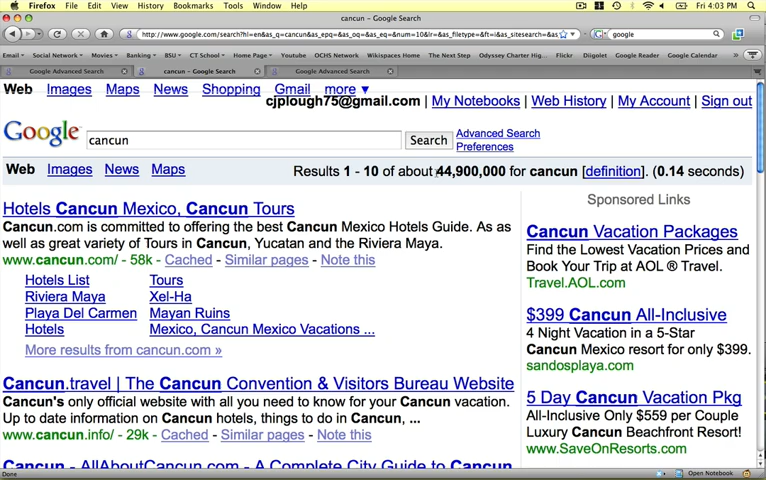 Firefox File Edit View History Bookmarks Tools Window Help
Fri 4:03 PM
cancun - Google Search
http://www.google.com/search?hl=en&as_q=cancun&as_epq=&as_oq=&as_eq=&num=10&lr=&as_filetype=&ft=i&as_sitesearch=&as
google
Email Social Network Movies Banking BSU CT School Home Page Youtube OCVTS Wireless Wikispaces Home The Next Step Odyssey Charter Hig... Flickr Diigolet Google Reader Google Calendar
Google Advanced Search
cancun - Google Search
Google Advanced Search
Web Images Maps News Shopping Gmail more ▼
cjplough75@gmail.com | My Notebooks | Web History | My Account | Sign out
Google
cancun
Search
Advanced Search
Preferences
Web Images News Maps
Results 1 - 10 of about 44,900,000 for cancun [definition]. (0.14 seconds)
Hotels Cancun Mexico, Cancun Tours
Cancun.com is committed to offering the best Cancun Mexico Hotels Guide. As as
well as great variety of Tours in Cancun, Yucatan and the Riviera Maya.
www.cancun.com/ - 58k - Cached - Similar pages - Note this
Hotels List Tours
Riviera Maya Xel-Ha
Playa Del Carmen Mayan Ruins
Hotels Mexico, Cancun Mexico Vacations ...
More results from cancun.com »
Cancun.travel | The Cancun Convention & Visitors Bureau Website
Cancun's only official website with all you need to know for your Cancun vacation.
Up to date information on Cancun hotels, things to do in Cancun, ...
www.cancun.info/ - 29k - Cached - Similar pages - Note this
Cancun - AllAboutCancun.com - A Complete City Guide to Cancun
Sponsored Links
Cancun Vacation Packages
Find the Lowest Vacation Prices and
Book Your Trip at AOL ® Travel.
Travel.AOL.com
$399 Cancun All-Inclusive
4 Night Vacation in a 5-Star
Cancun Mexico resort for only $399.
sandosplaya.com
5 Day Cancun Vacation Pkg
All-Inclusive Only $559 per Couple
Luxury Cancun Beachfront Resort!
www.SaveOnResorts.com
Done
Open Notebook